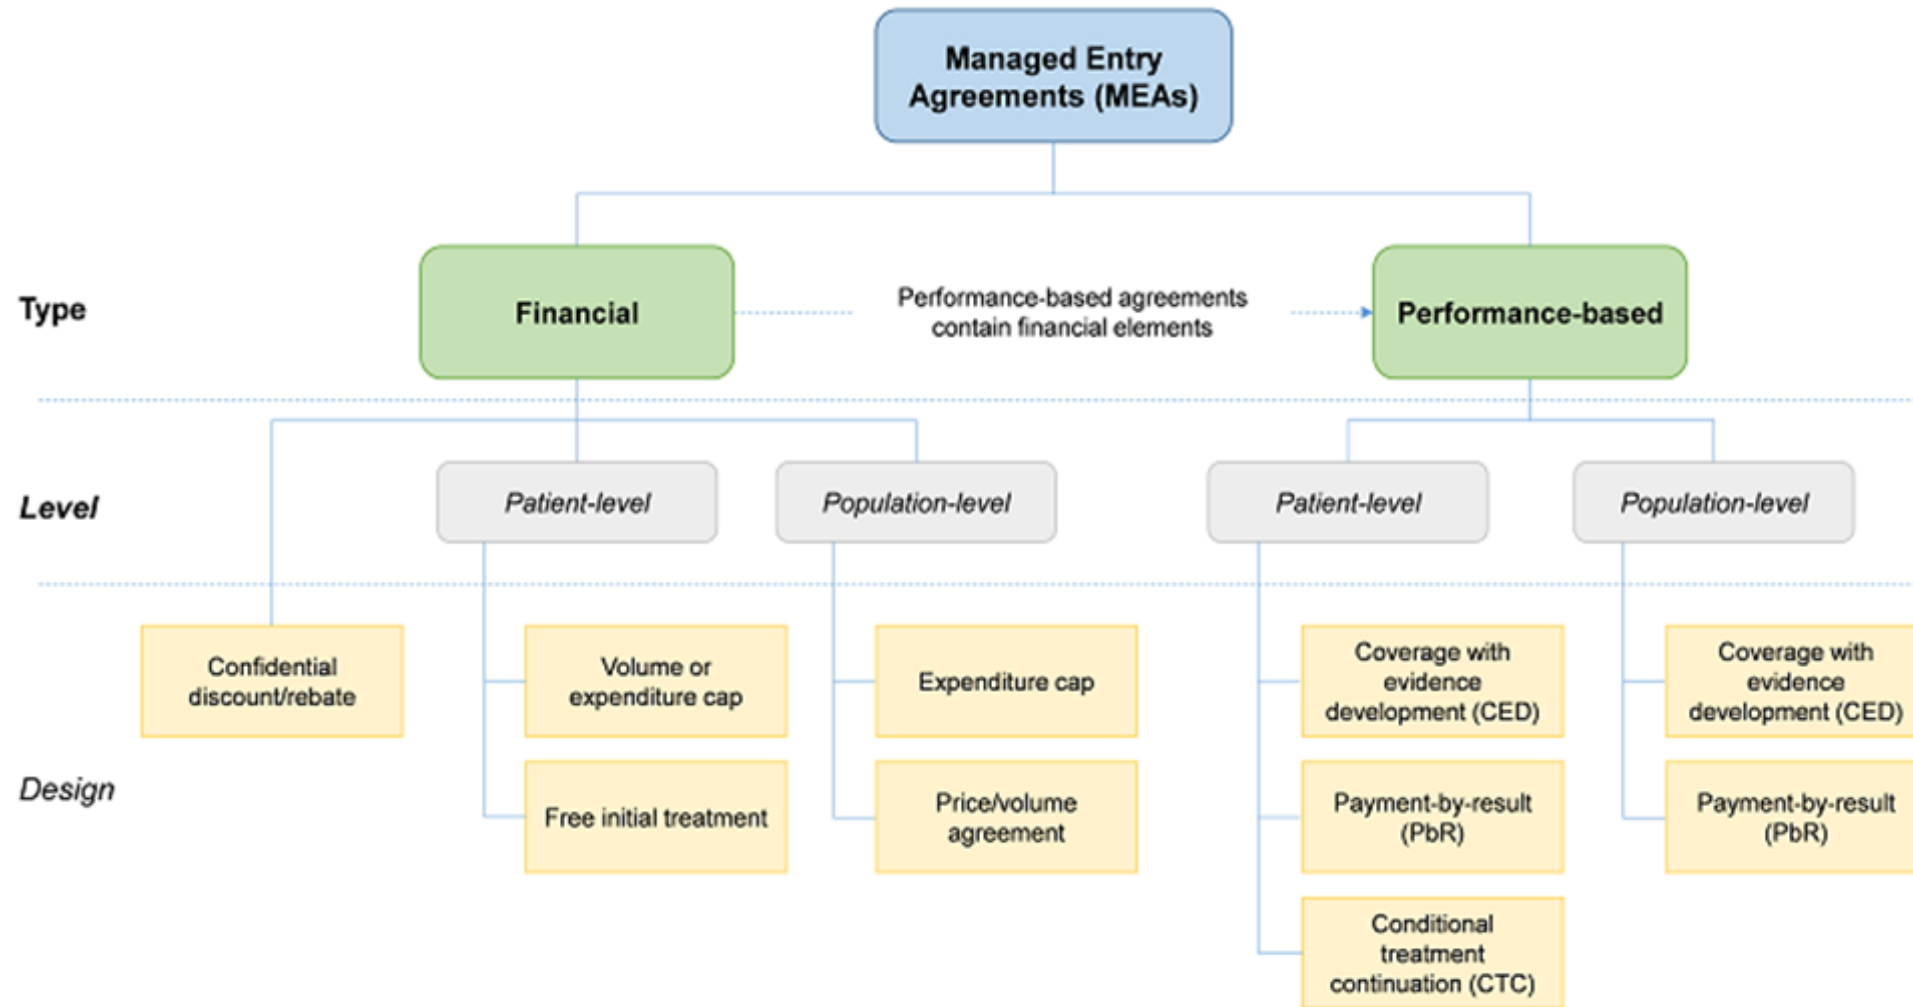 Managed Entry
Agreements (MEAs)
Type
Financial
Performance-based agreements
contain financial elements
Performance-based
Level
Patient-level
Population-level
Patient-level
Population-level
Design
Confidential
discount/rebate
Volume or
expenditure cap
Expenditure cap
Coverage with
evidence
development (CED)
Coverage with
evidence
development (CED)
Free initial treatment
Price/volume
agreement
Payment-by-result
(PbR)
Payment-by-result
(PbR)
Conditional
treatment
continuation (CTC)